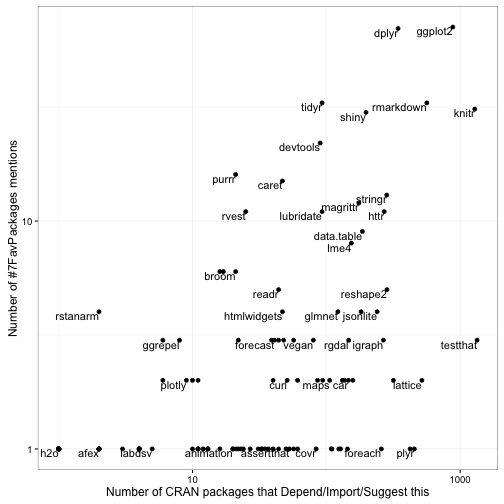 dplyr ggplot2
tidyr rmarkdown
shiny knitr
devtools
purrr caret
stringr
magrittr
rvest lubridate httr
data.table
lme4
broom
readr reshape2
rstanarm htmlwidgets glmnet jsonlite
ggrepel forecast vegan rgdal igraph testthat
plotly curl maps car lattice
h2o afex labdsv animation assertthat covr foreach plyr
10
1
10 1000
Number of CRAN packages that Depend/Import/Suggest this
Number of #7FavPackages mentions